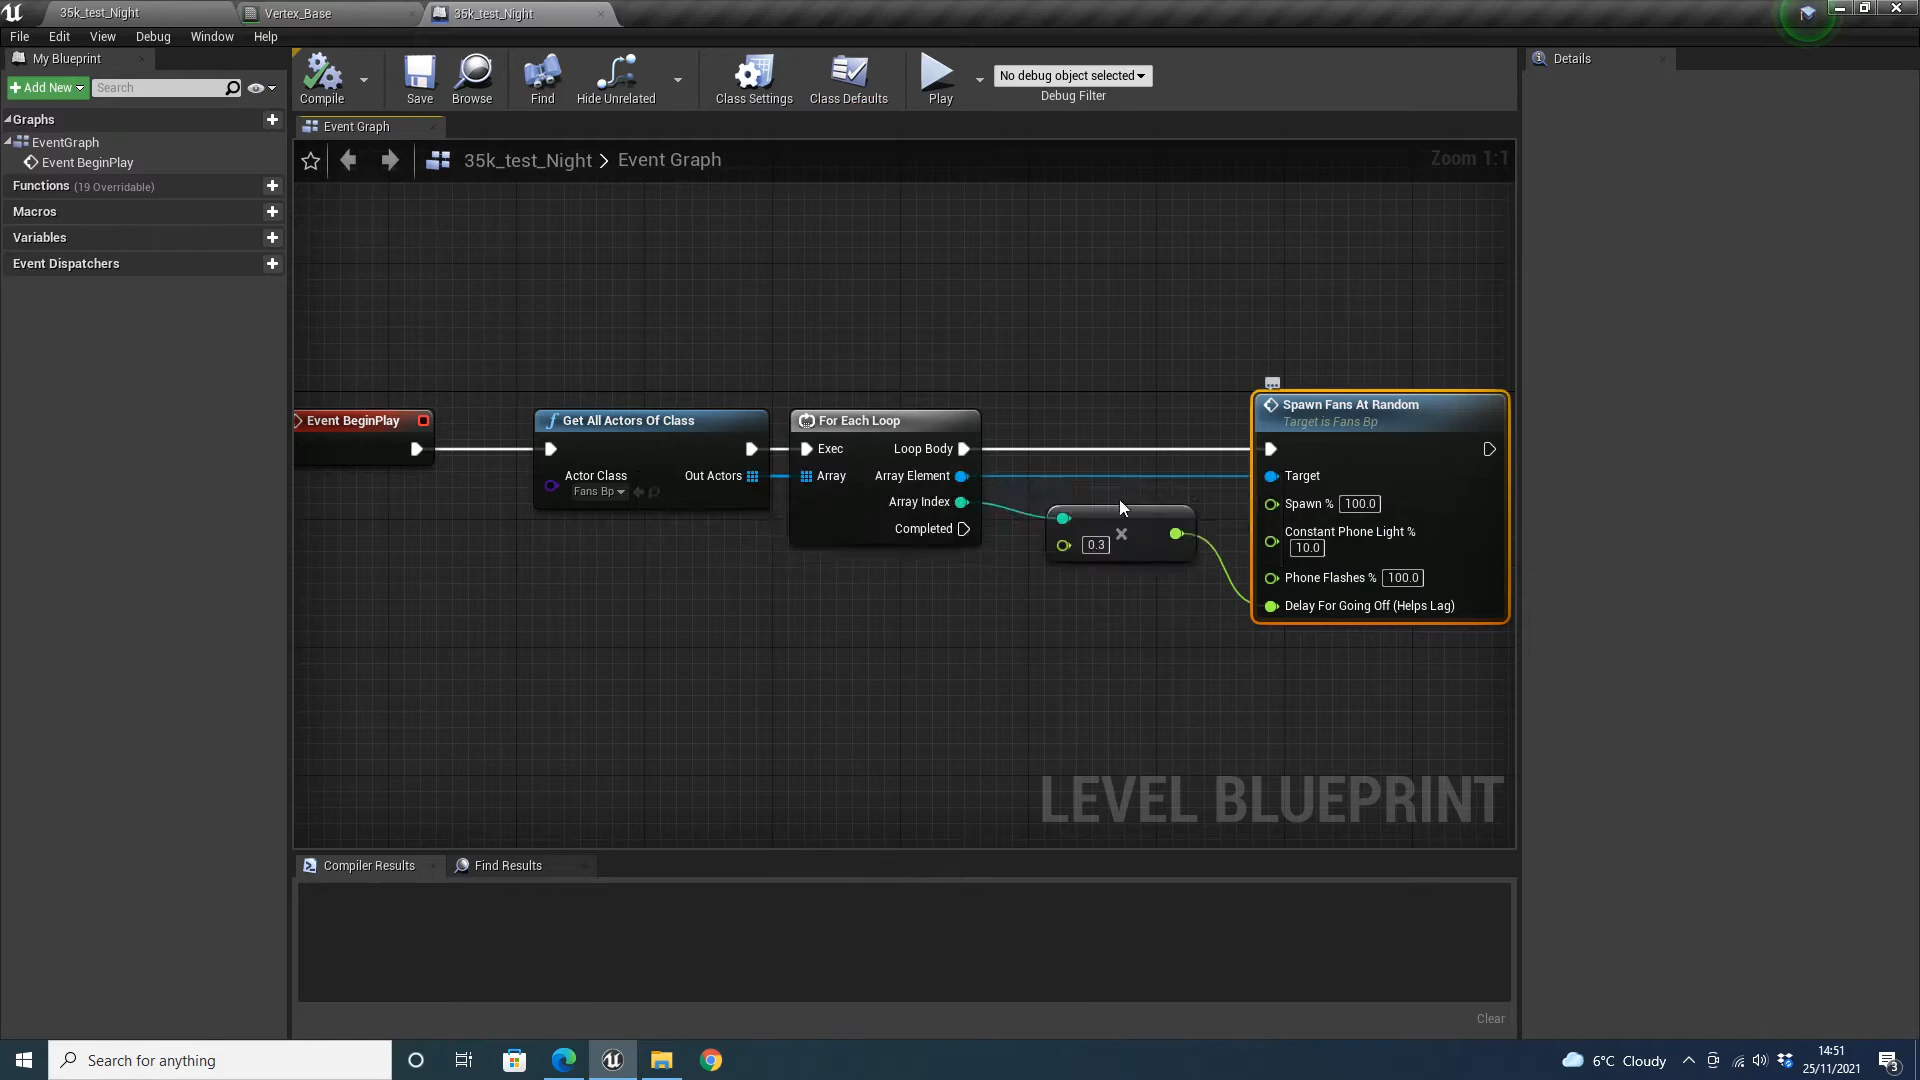 35k_test_Night
Vertex_Base
35k_test_Night
File Edit View Debug Window Help
My Blueprint
Add New
Search
Graphs
EventGraph
Event BeginPlay
Functions (19 Overridable)
Macros
Variables
Event Dispatchers
Compile
Save
Browse
Find
Hide Unrelated
Class Settings
Class Defaults
Play
No debug object selected
Debug Filter
Details
Event Graph
35k_test_Night > Event Graph
Zoom 1:1
Event BeginPlay
Get All Actors Of Class
Actor Class
Fans Bp
Out Actors
For Each Loop
Exec
Loop Body
Array
Array Element
Array Index
Completed
0.3
Spawn Fans At Random
Target is Fans Bp
Target
Spawn % 100.0
Constant Phone Light %
10.0
Phone Flashes % 100.0
Delay For Going Off (Helps Lag)
LEVEL BLUEPRINT
Compiler Results
Find Results
Clear
Search for anything
6°C Cloudy
14:51
25/11/2021
3